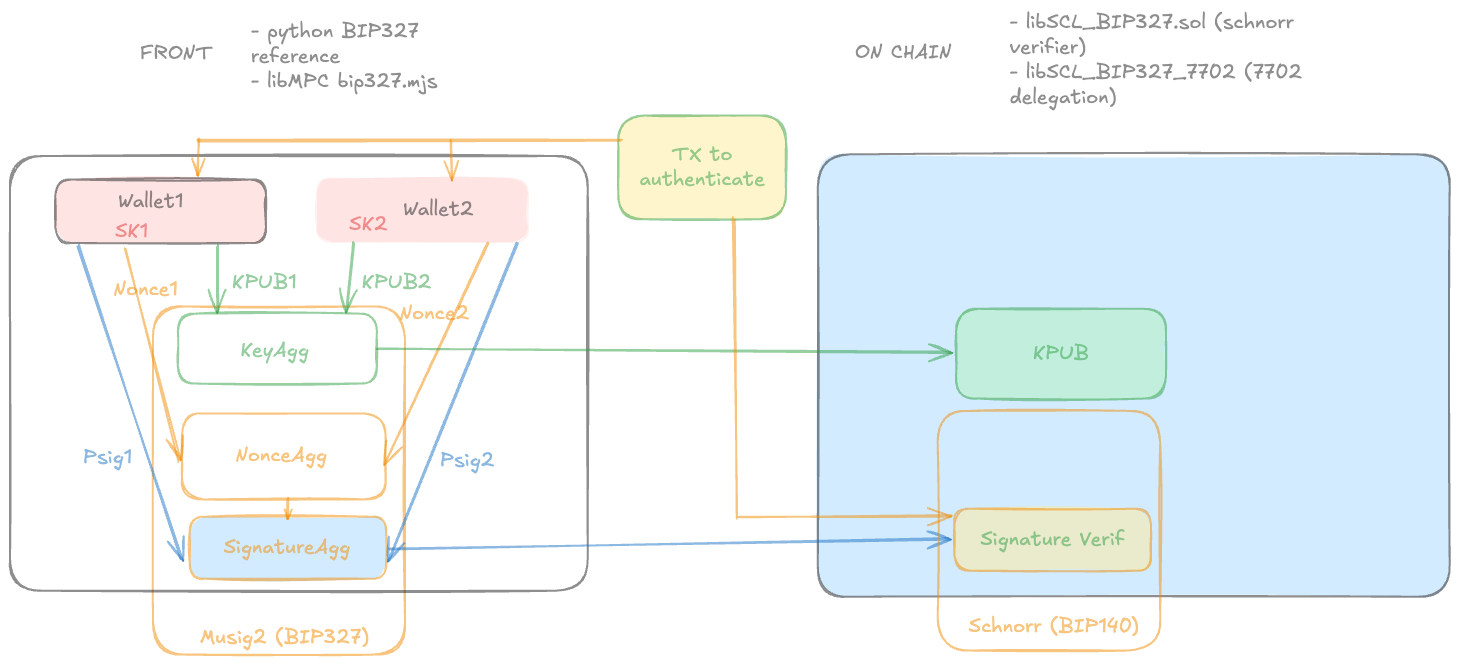 FRONT
- python BIP327
reference
- libMPC bip327.mjs
ON CHAIN
- libSCL_BIP327.sol (schnorr
verifier)
- libSCL_BIP327_7702 (7702
delegation)
TX to
authenticate
Wallet1
SK1
Wallet2
SK2
Nonce1
KPUB1
KPUB2
Nonce2
KeyAgg
KPUB
NonceAgg
Psig1
Psig2
SignatureAgg
Signature Verif
Musig2 (BIP327)
Schnorr (BIP140)